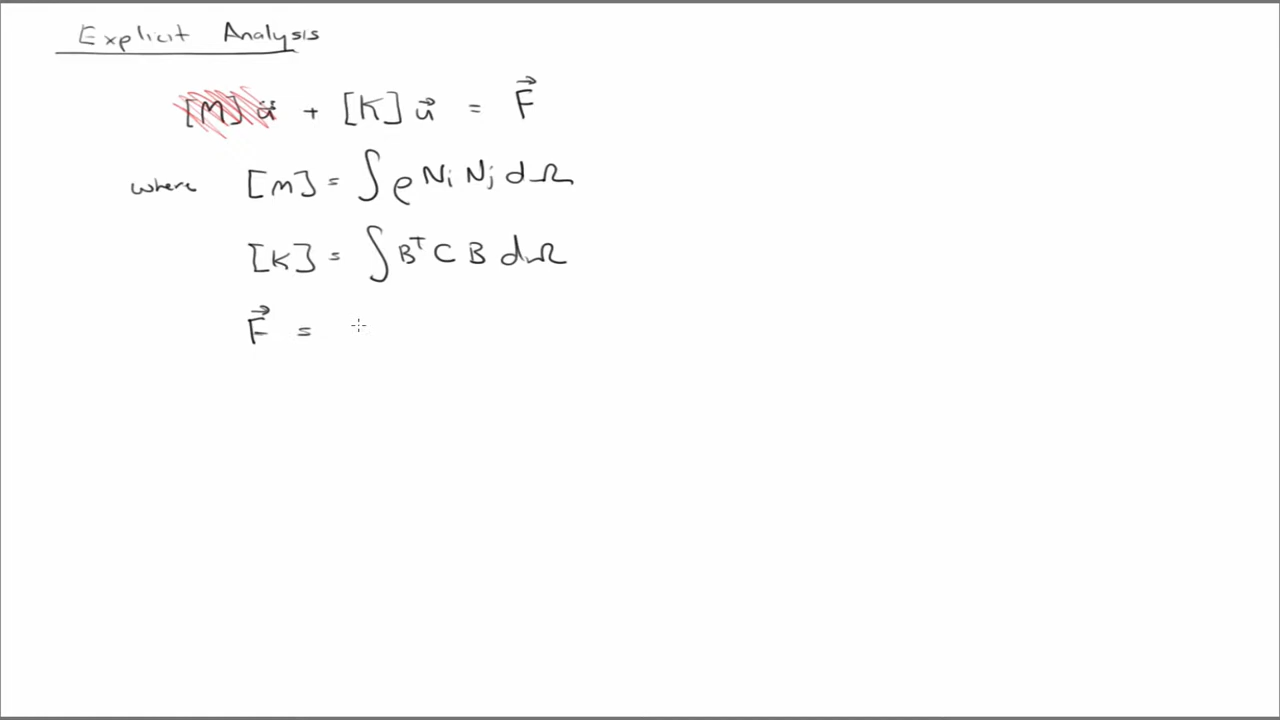 Explicit Analysis
[M] ü + [K] u⃗ = F⃗
where [m] = ∫ ρ Ni Nj dΩ
[K] = ∫ Bᵀ C B dΩ
F⃗ =